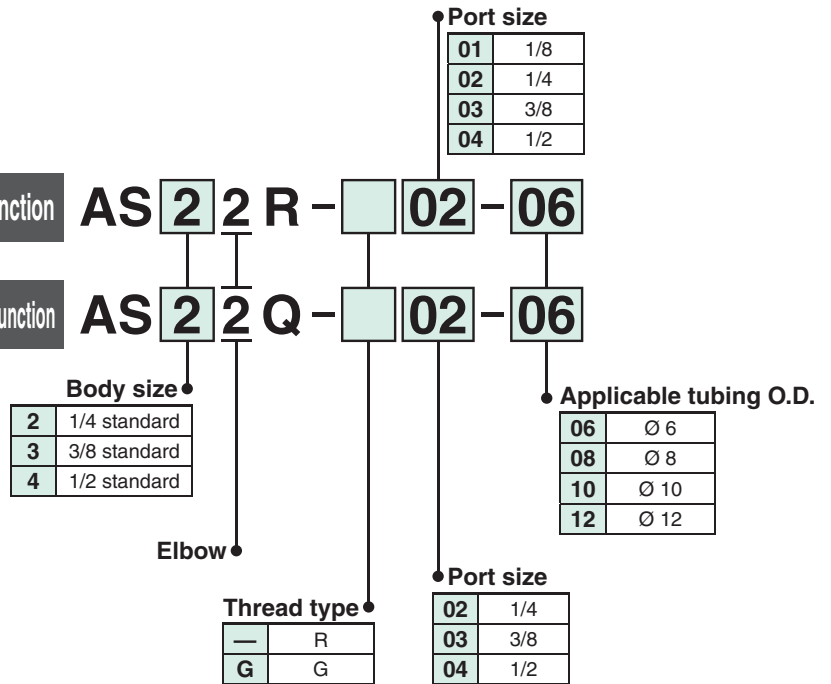 Port size
01 1/8
02 1/4
03 3/8
04 1/2
AS 2 2 R - 02 - 06
AS 2 2 Q - 02 - 06
Body size
2 1/4 standard
3 3/8 standard
4 1/2 standard
Applicable tubing O.D.
06 Ø 6
08 Ø 8
10 Ø 10
12 Ø 12
Elbow
Thread type
— R
G G
Port size
02 1/4
03 3/8
04 1/2